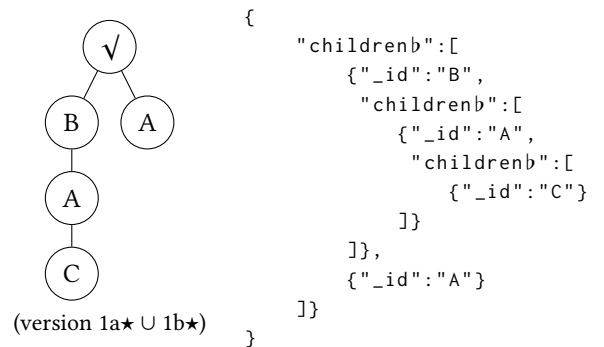 √
B A
A
C
(version 1a★ ∪ 1b★)
{
"children♭":[
{"_id":"B",
"children♭":[
{"_id":"A",
"children♭":[
{"_id":"C"}
]}
]},
{"_id":"A"}
]}
}